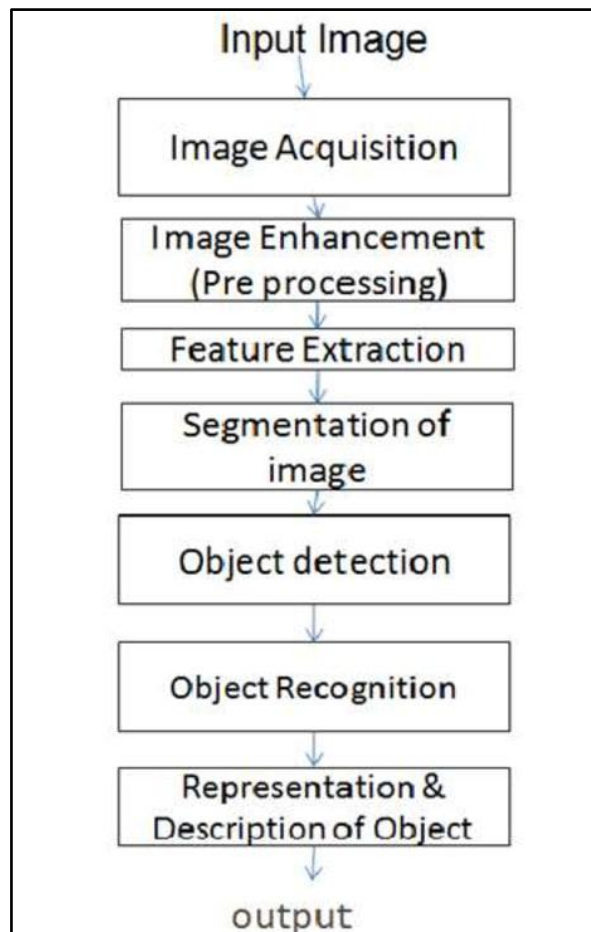 Input Image
Image Acquisition
Image Enhancement
(Pre processing)
Feature Extraction
Segmentation of
image
Object detection
Object Recognition
Representation &
Description of Object
output